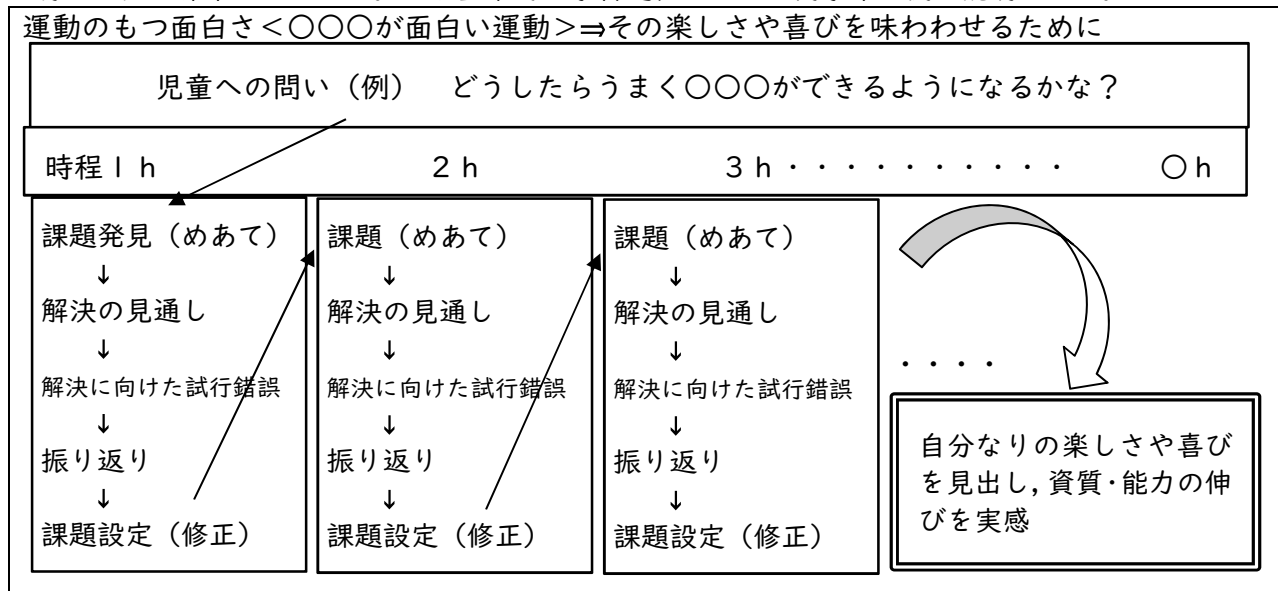 運動のもつ面白さ＜〇〇〇が面白い運動＞⇒その楽しさや喜びを味わわせるために
児童への問い（例）　どうしたらうまく〇〇〇ができるようになるかな？
時程１ｈ　２ｈ　３ｈ・・・・・・・・・・　〇ｈ
課題発見（めあて）
↓
解決の見通し
↓
解決に向けた試行錯誤
↓
振り返り
↓
課題設定（修正）
課題（めあて）
↓
解決の見通し
↓
解決に向けた試行錯誤
↓
振り返り
↓
課題設定（修正）
課題（めあて）
↓
解決の見通し
↓
解決に向けた試行錯誤
↓
振り返り
↓
課題設定（修正）
・・・・
自分なりの楽しさや喜び
を見出し，資質・能力の伸
びを実感